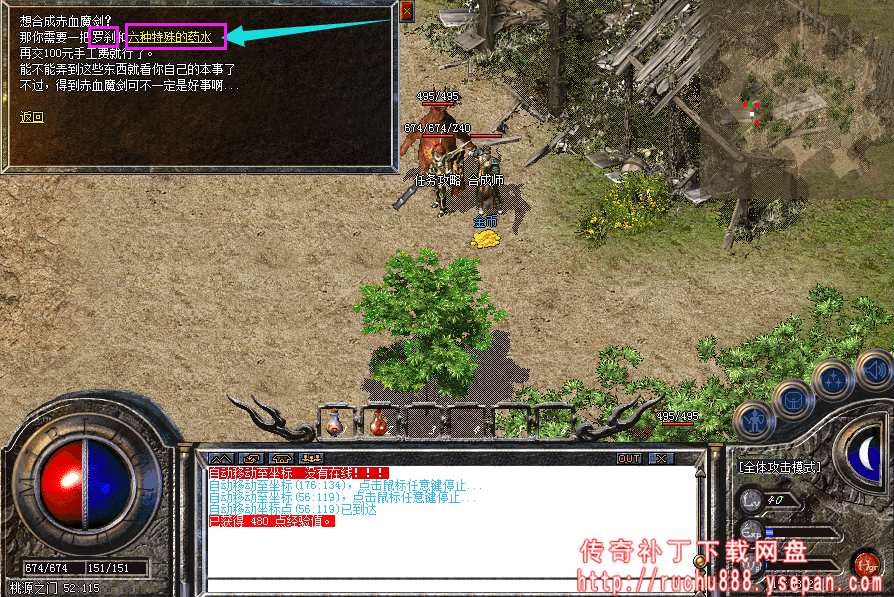 想合成赤血魔剑？
那你需要一把罗刹和六种特殊的药水
再交100元手工费就行了。
能不能弄到这些东西就看你自己的本事了
不过，得到赤血魔剑可不一定是好事啊...
返回
495/495
674/674/Z40
任务攻略 合成师
金币
495/495
OUT
[全体攻击模式]
自动移动至坐标 没有在线！！！
自动移动至坐标(176:134)，点击鼠标任意键停止...
自动移动至坐标(56:119)，点击鼠标任意键停止...
自动移动坐标点(56:119)已到达
已获得 480 点经验值。
Lv 40
Exp
674/674 151/151
桃源之门 52:115
传奇补丁下载网盘
http://ruchu888.ysepan.com